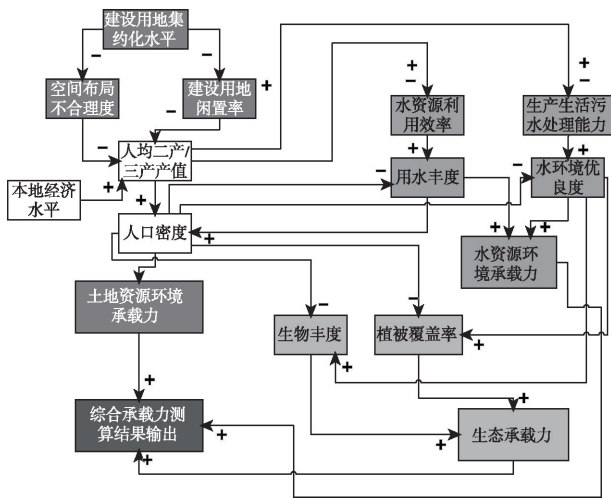 建设用地集
约化水平
空间布局
不合理度
建设用地
闲置率
水资源利
用效率
生产生活污
水处理能力
人均二产/
三产产值
本地经济
水平
用水丰度
水环境优
良度
人口密度
水资源环
境承载力
土地资源环境
承载力
生物丰度
植被覆盖率
综合承载力测
算结果输出
生态承载力